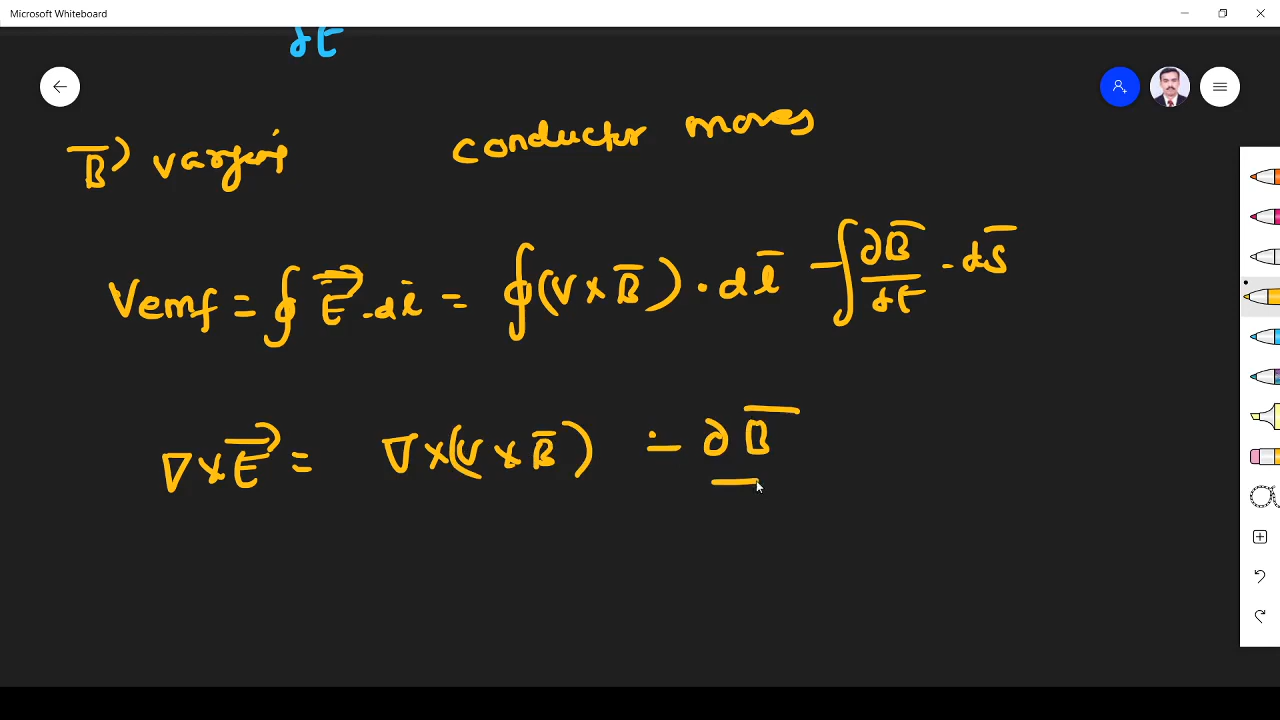 Microsoft Whiteboard
∂t
B̅) varying conductor moves
Vemf = ∮ E⃗ . dl̅ = ∮ (V × B̅) . dl̅ - ∫ ∂B̅/∂t . dS̅
∇ × E⃗ = ∇ × (V × B̅) - ∂B̅